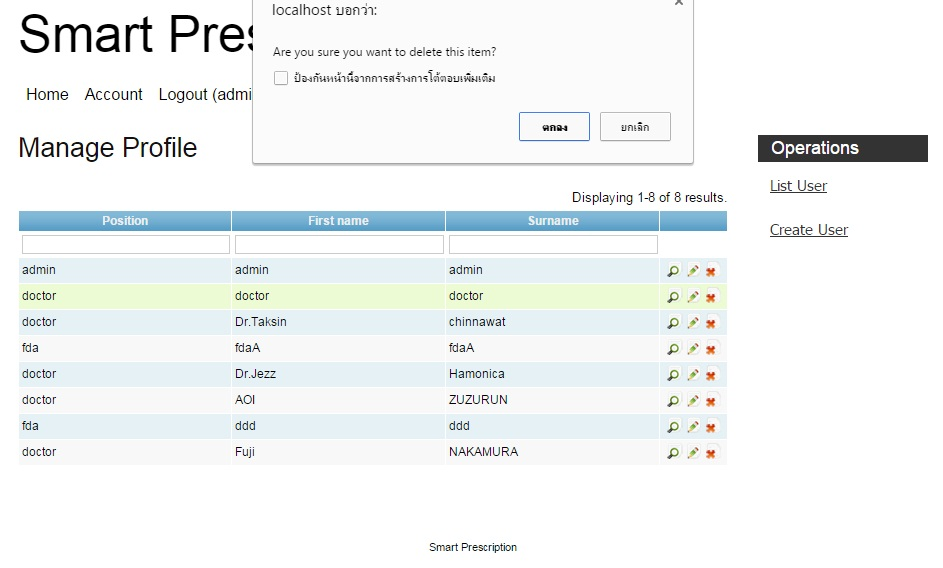 Smart Pres
localhost บอกว่า:
Are you sure you want to delete this item?
ป้องกันหน้านี้จากการสร้างการโต้ตอบเพิ่มเติม
ตกลง ยกเลิก
Home Account Logout (admi
Manage Profile
Operations
List User
Create User
Displaying 1-8 of 8 results.
Position First name Surname
admin admin admin
doctor doctor doctor
doctor Dr.Taksin chinnawat
fda fdaA fdaA
doctor Dr.Jezz Hamonica
doctor AOI ZUZURUN
fda ddd ddd
doctor Fuji NAKAMURA
Smart Prescription